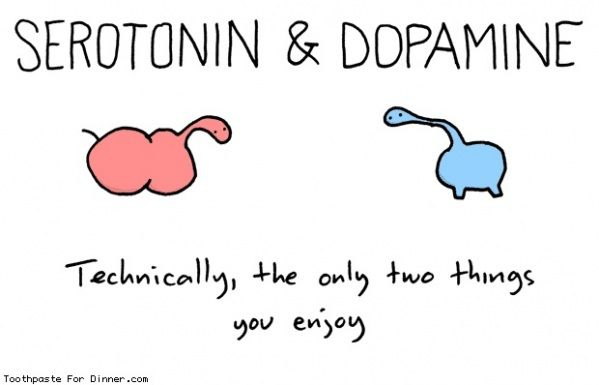 SEROTONIN & DOPAMINE
Technically, the only two things
you enjoy
Toothpaste For Dinner.com